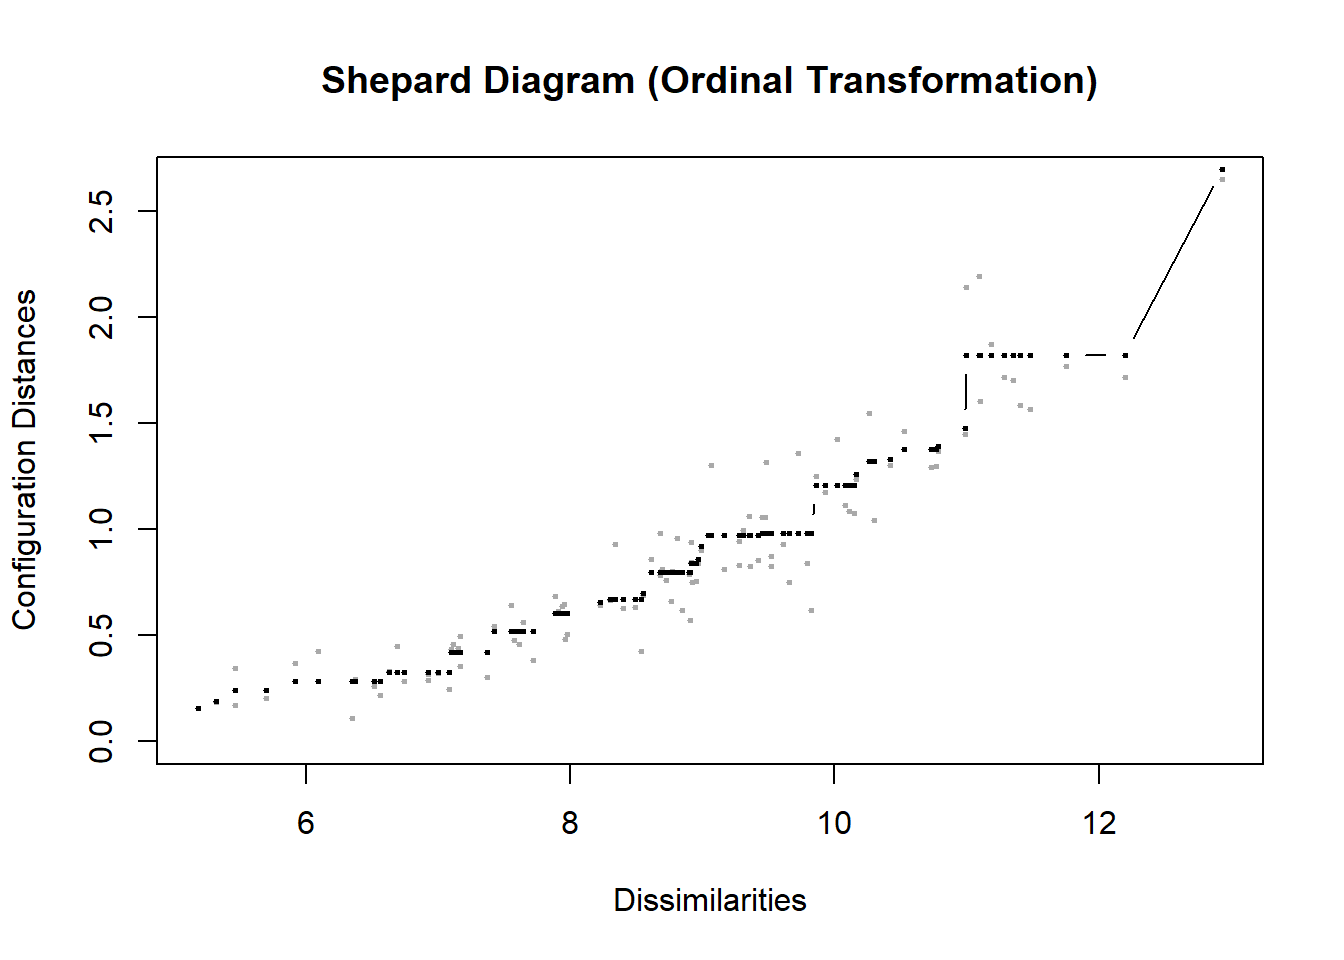 Shepard Diagram (Ordinal Transformation)
Configuration Distances
2.5
2.0
1.5
1.0
0.5
0.0
6 8 10 12
Dissimilarities